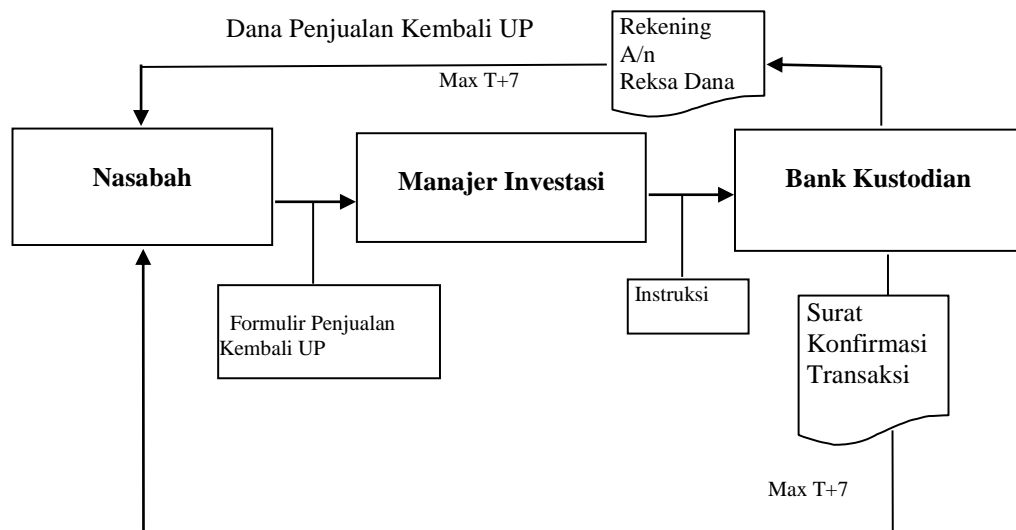 Dana Penjualan Kembali UP
Rekening
A/n
Reksa Dana
Max T+7
Nasabah
Manajer Investasi
Bank Kustodian
Formulir Penjualan
Kembali UP
Instruksi
Surat
Konfirmasi
Transaksi
Max T+7